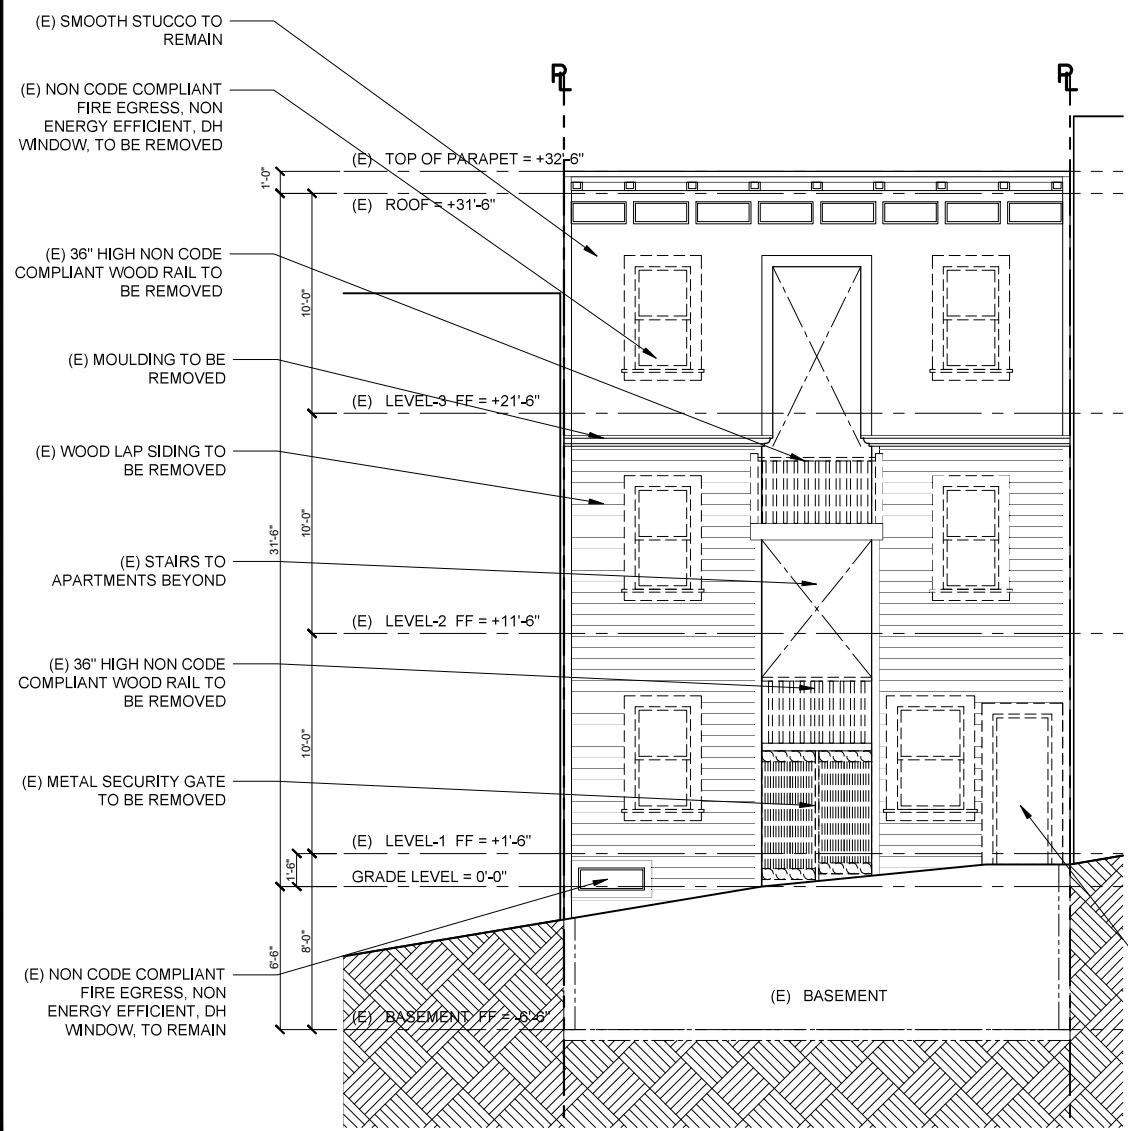 (E) SMOOTH STUCCO TO
REMAIN
(E) NON CODE COMPLIANT
FIRE EGRESS, NON
ENERGY EFFICIENT, DH
WINDOW, TO BE REMOVED
PL
PL
(E) TOP OF PARAPET = +32'-6"
1'-0"
(E) ROOF = +31'-6"
(E) 36" HIGH NON CODE
COMPLIANT WOOD RAIL TO
BE REMOVED
10'-0"
(E) MOULDING TO BE
REMOVED
(E) LEVEL-3 FF = +21'-6"
(E) WOOD LAP SIDING TO
BE REMOVED
10'-0"
31'-6"
(E) STAIRS TO
APARTMENTS BEYOND
(E) LEVEL-2 FF = +11'-6"
(E) 36" HIGH NON CODE
COMPLIANT WOOD RAIL TO
BE REMOVED
10'-0"
(E) METAL SECURITY GATE
TO BE REMOVED
(E) LEVEL-1 FF = +1'-6"
1'-6"
GRADE LEVEL = 0'-0"
6'-6"
8'-0"
(E) NON CODE COMPLIANT
FIRE EGRESS, NON
ENERGY EFFICIENT, DH
WINDOW, TO REMAIN
(E) BASEMENT
(E) BASEMENT FF = -6'-6"